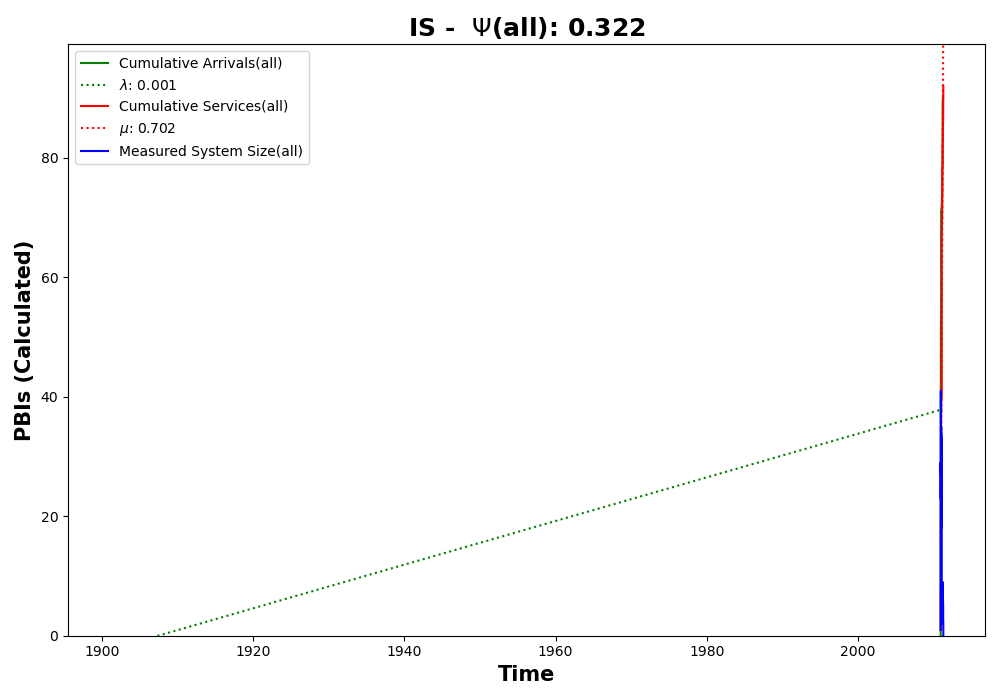 IS -  Ψ(all): 0.322
Cumulative Arrivals(all)
λ: 0.001
Cumulative Services(all)
μ: 0.702
Measured System Size(all)
PBIs (Calculated)
80
60
40
20
0
1900 1920 1940 1960 1980 2000
Time